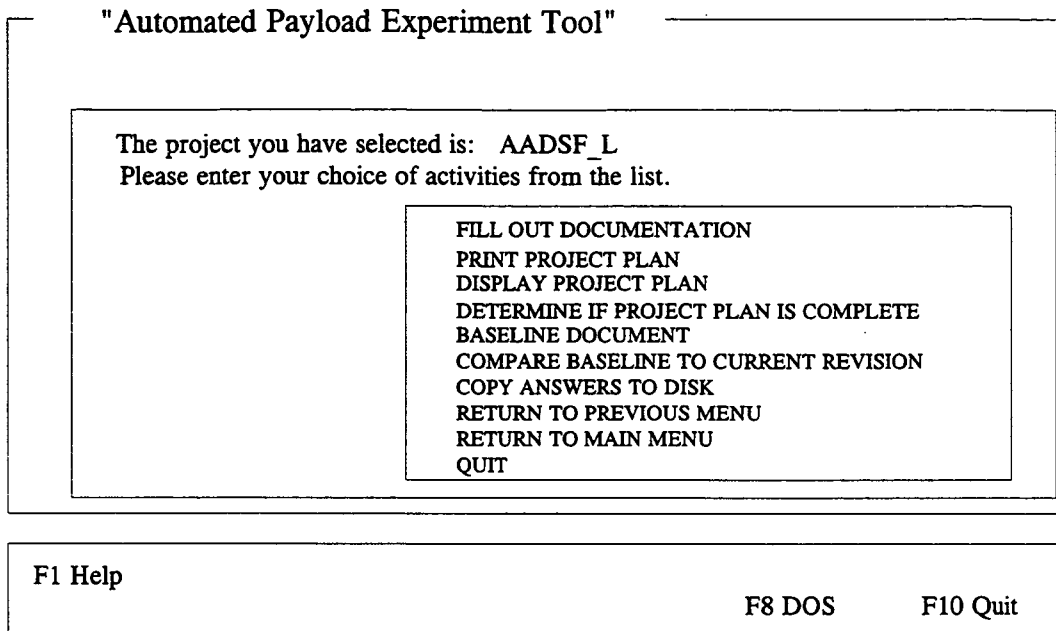 "Automated Payload Experiment Tool"
The project you have selected is: AADSF_L
Please enter your choice of activities from the list.
FILL OUT DOCUMENTATION
PRINT PROJECT PLAN
DISPLAY PROJECT PLAN
DETERMINE IF PROJECT PLAN IS COMPLETE
BASELINE DOCUMENT
COMPARE BASELINE TO CURRENT REVISION
COPY ANSWERS TO DISK
RETURN TO PREVIOUS MENU
RETURN TO MAIN MENU
QUIT
F1 Help
F8 DOS F10 Quit